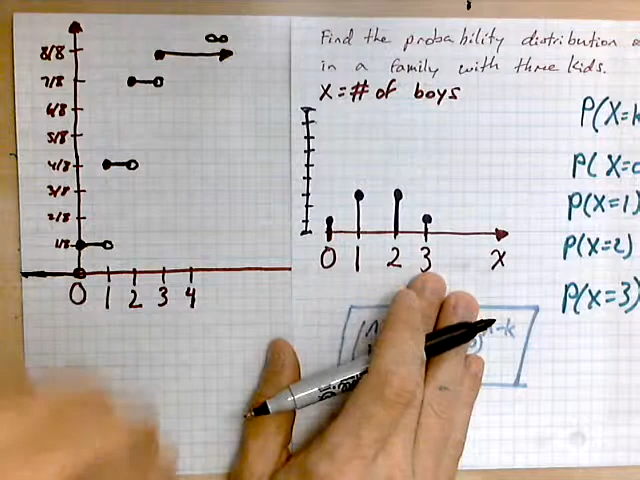 8/8
7/8
6/8
5/8
4/8
3/8
2/8
1/8
0 1 2 3 4
∞
Find the probability distribution
in a family with three kids.
X = # of boys
0 1 2 3 X
P(X=k
P(X=0
P(X=1)
P(X=2)
P(X=3)
n-k